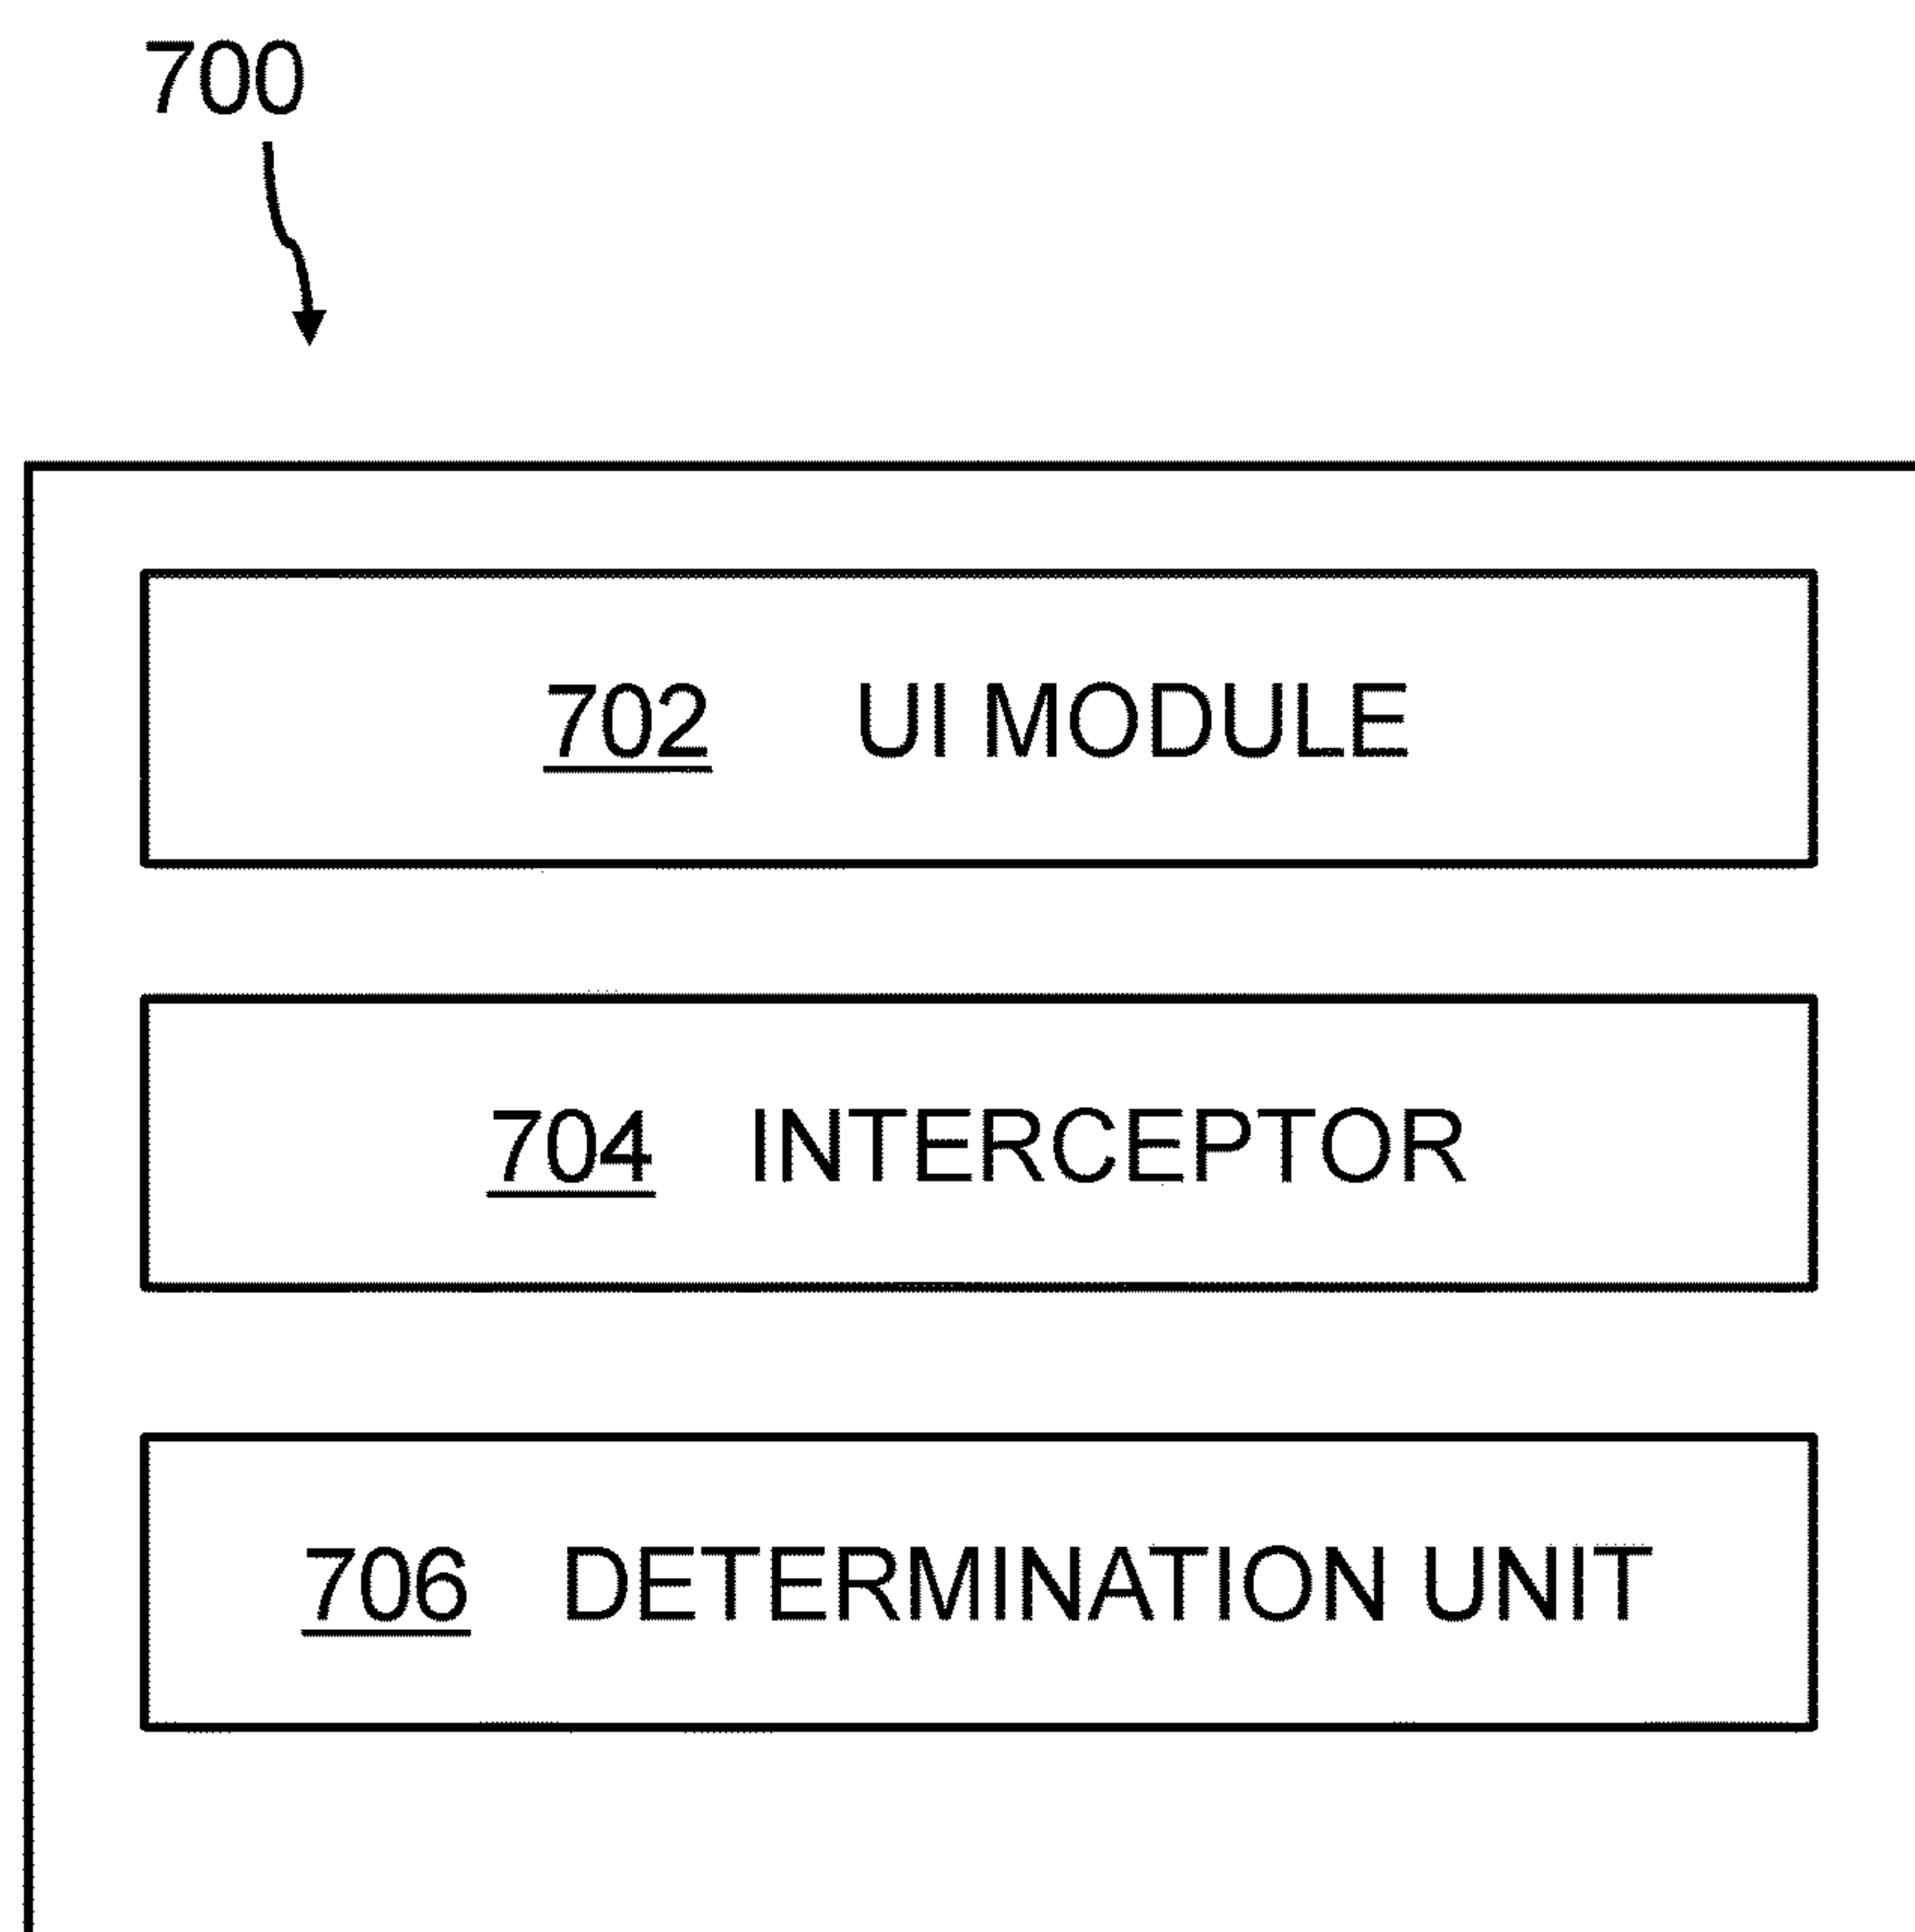 700
702 UI MODULE
704 INTERCEPTOR
706 DETERMINATION UNIT